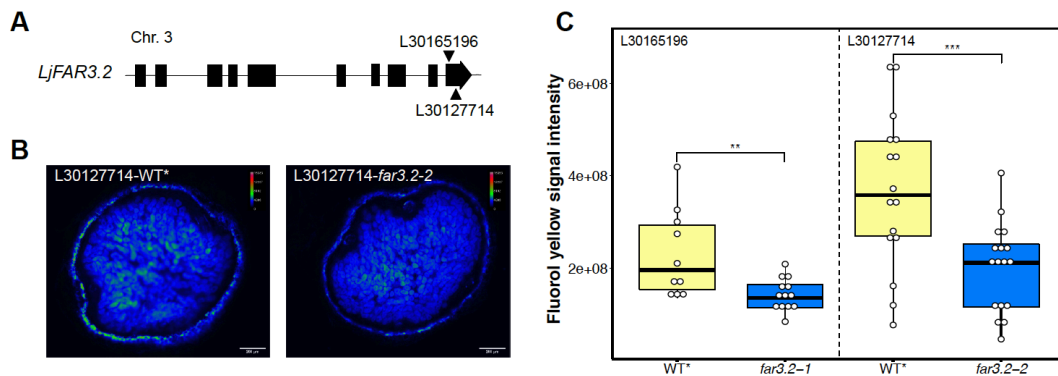 A
Chr. 3
L30165196
LjFAR3.2
L30127714
B
L30127714-WT*
L30127714-far3.2-2
C
L30165196
L30127714
**
***
Fluorol yellow signal intensity
6e+08
4e+08
2e+08
WT*
far3.2−1
WT*
far3.2−2